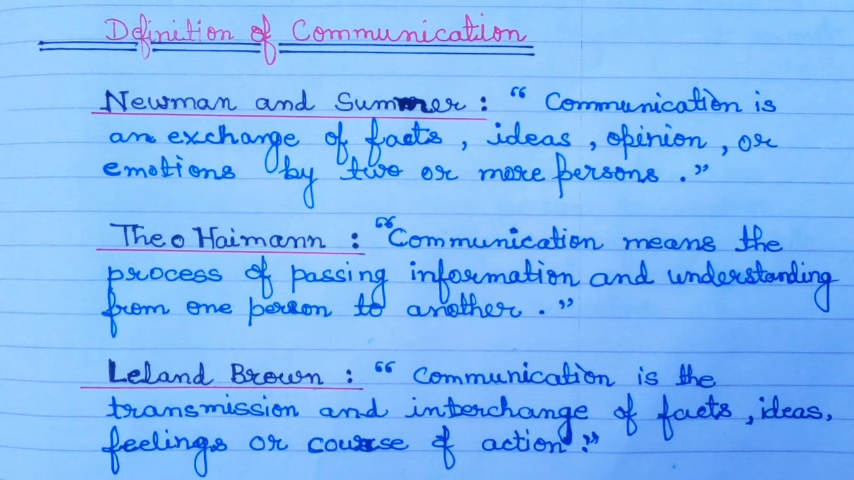 Definition of Communication
Newman and Summer : " Communication is
an exchange of facts , ideas , opinion , or
emotions by two or more persons . "
Theo Haimann : "Communication means the
process of passing information and understanding
from one person to another . "
Leland Brown : " Communication is the
transmission and interchange of facts , ideas,
feelings or course of action . "